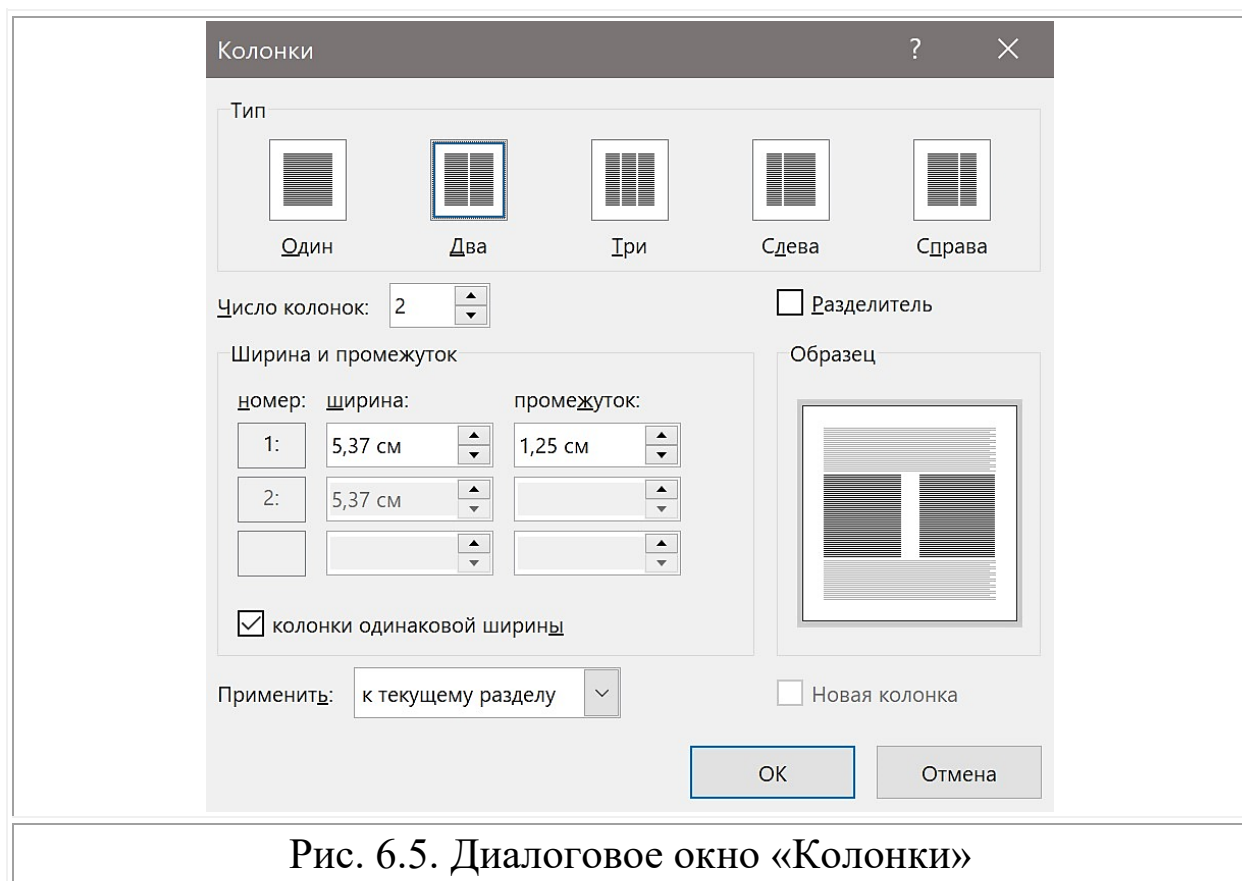 Колонки ?
Тип
Один Два Три Слева Справа
Число колонок: 2 Разделитель
Ширина и промежуток Образец
номер: ширина: промежуток:
1: 5,37 см 1,25 см
2: 5,37 см
колонки одинаковой ширины
Применить: к текущему разделу Новая колонка
ОК Отмена
Рис. 6.5. Диалоговое окно «Колонки»